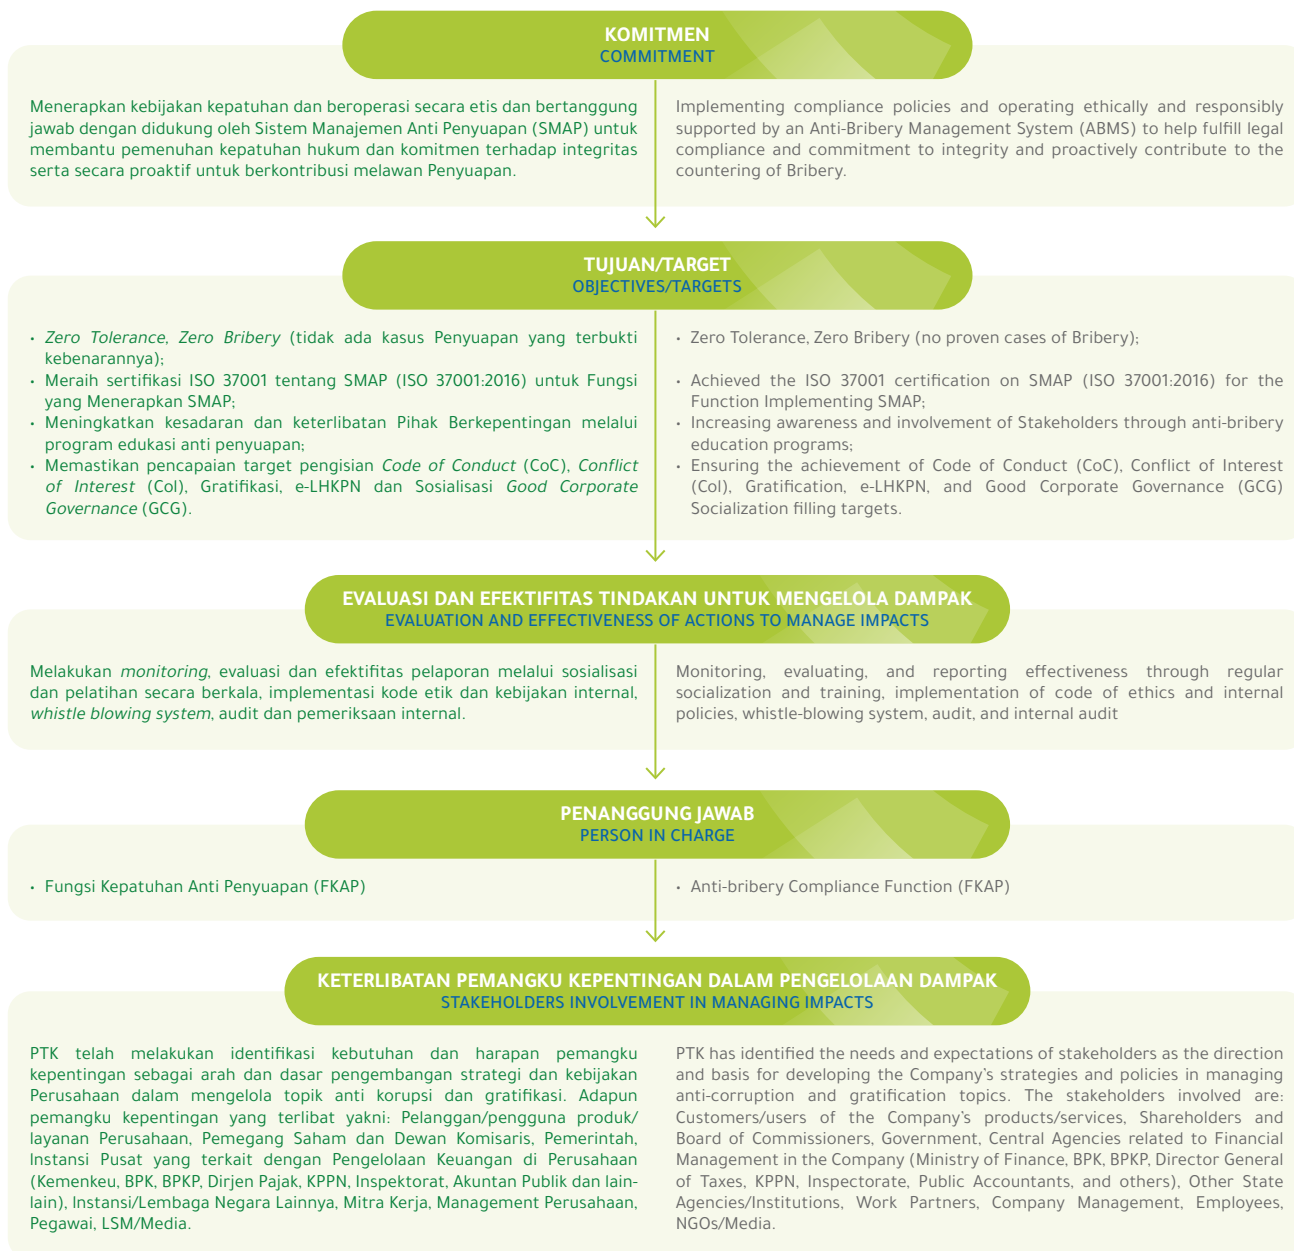 KOMITMEN
COMMITMENT
Menerapkan kebijakan kepatuhan dan beroperasi secara etis dan bertanggung
jawab dengan didukung oleh Sistem Manajemen Anti Penyuapan (SMAP) untuk
membantu pemenuhan kepatuhan hukum dan komitmen terhadap integritas
serta secara proaktif untuk berkontribusi melawan Penyuapan.
Implementing compliance policies and operating ethically and responsibly
supported by an Anti-Bribery Management System (ABMS) to help fulfill legal
compliance and commitment to integrity and proactively contribute to the
countering of Bribery.
TUJUAN/TARGET
OBJECTIVES/TARGETS
• Zero Tolerance, Zero Bribery (tidak ada kasus Penyuapan yang terbukti
kebenarannya);
• Meraih sertifikasi ISO 37001 tentang SMAP (ISO 37001:2016) untuk Fungsi
yang Menerapkan SMAP;
• Meningkatkan kesadaran dan keterlibatan Pihak Berkepentingan melalui
program edukasi anti penyuapan;
• Memastikan pencapaian target pengisian Code of Conduct (CoC), Conflict
of Interest (CoI), Gratifikasi, e-LHKPN dan Sosialisasi Good Corporate
Governance (GCG).
• Zero Tolerance, Zero Bribery (no proven cases of Bribery);
• Achieved the ISO 37001 certification on SMAP (ISO 37001:2016) for the
Function Implementing SMAP;
• Increasing awareness and involvement of Stakeholders through anti-bribery
education programs;
• Ensuring the achievement of Code of Conduct (CoC), Conflict of Interest
(CoI), Gratification, e-LHKPN, and Good Corporate Governance (GCG)
Socialization filling targets.
EVALUASI DAN EFEKTIFITAS TINDAKAN UNTUK MENGELOLA DAMPAK
EVALUATION AND EFFECTIVENESS OF ACTIONS TO MANAGE IMPACTS
Melakukan monitoring, evaluasi dan efektifitas pelaporan melalui sosialisasi
dan pelatihan secara berkala, implementasi kode etik dan kebijakan internal,
whistle blowing system, audit dan pemeriksaan internal.
Monitoring, evaluating, and reporting effectiveness through regular
socialization and training, implementation of code of ethics and internal
policies, whistle-blowing system, audit, and internal audit
PENANGGUNG JAWAB
PERSON IN CHARGE
• Fungsi Kepatuhan Anti Penyuapan (FKAP)
• Anti-bribery Compliance Function (FKAP)
KETERLIBATAN PEMANGKU KEPENTINGAN DALAM PENGELOLAAN DAMPAK
STAKEHOLDERS INVOLVEMENT IN MANAGING IMPACTS
PTK telah melakukan identifikasi kebutuhan dan harapan pemangku
kepentingan sebagai arah dan dasar pengembangan strategi dan kebijakan
Perusahaan dalam mengelola topik anti korupsi dan gratifikasi. Adapun
pemangku kepentingan yang terlibat yakni: Pelanggan/pengguna produk/
layanan Perusahaan, Pemegang Saham dan Dewan Komisaris, Pemerintah,
Instansi Pusat yang terkait dengan Pengelolaan Keuangan di Perusahaan
(Kemenkeu, BPK, BPKP, Dirjen Pajak, KPPN, Inspektorat, Akuntan Publik dan lain-
lain), Instansi/Lembaga Negara Lainnya, Mitra Kerja, Management Perusahaan,
Pegawai, LSM/Media.
PTK has identified the needs and expectations of stakeholders as the direction
and basis for developing the Company's strategies and policies in managing
anti-corruption and gratification topics. The stakeholders involved are:
Customers/users of the Company's products/services, Shareholders and
Board of Commissioners, Government, Central Agencies related to Financial
Management in the Company (Ministry of Finance, BPK, BPKP, Director General
of Taxes, KPPN, Inspectorate, Public Accountants, and others), Other State
Agencies/Institutions, Work Partners, Company Management, Employees,
NGOs/Media.